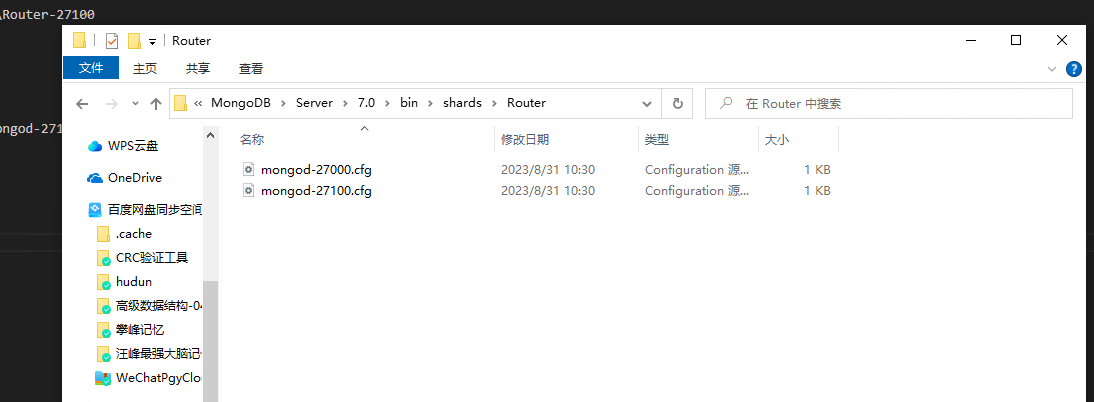 \Router-27100
Router
文件 主页 共享 查看
« MongoDB › Server › 7.0 › bin › shards › Router
在 Router 中搜索
ongod-271
名称 修改日期 类型 大小
WPS云盘
OneDrive
百度网盘同步空间
.cache
CRC验证工具
hudun
高级数据结构-04
攀峰记忆
汪峰最强大脑记
WeChatPgyClo
mongod-27000.cfg 2023/8/31 10:30 Configuration 源... 1 KB
mongod-27100.cfg 2023/8/31 10:30 Configuration 源... 1 KB